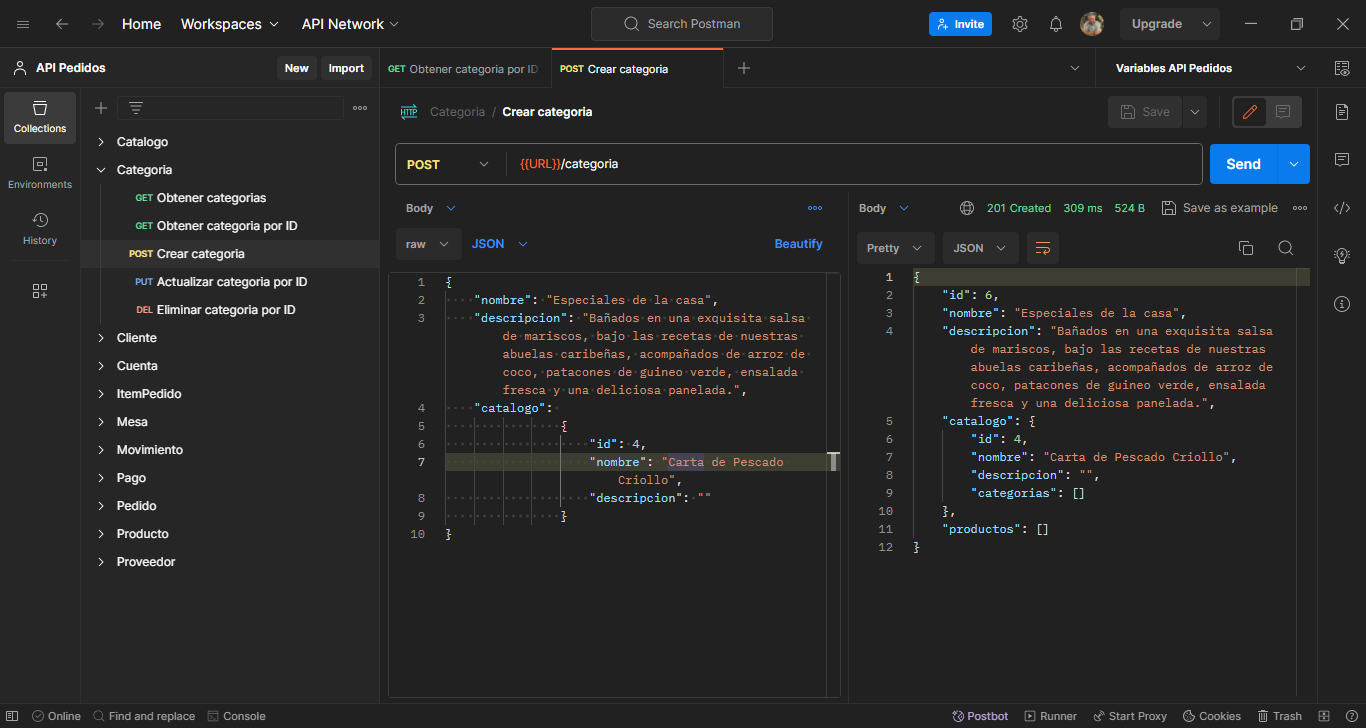 Home
Workspaces
API Network
Search Postman
Invite
Upgrade
API Pedidos
New
Import
GET Obtener categoria por ID
POST Crear categoria
Variables API Pedidos
Collections
Environments
History
Catalogo
Categoria
GET Obtener categorias
GET Obtener categoria por ID
POST Crear categoria
PUT Actualizar categoria por ID
DEL Eliminar categoria por ID
Cliente
Cuenta
ItemPedido
Mesa
Movimiento
Pago
Pedido
Producto
Proveedor
HTTP Categoria / Crear categoria
Save
POST
{{URL}}/categoria
Send
Body
raw
JSON
Beautify
1 {
2 "nombre": "Especiales de la casa",
3 "descripcion": "Bañados en una exquisita salsa
de mariscos, bajo las recetas de nuestras
abuelas caribeñas, acompañados de arroz de
coco, patacones de guineo verde, ensalada
fresca y una deliciosa panelada.",
4 "catalogo":
5 {
6 "id": 4,
7 "nombre": "Carta de Pescado
Criollo",
8 "descripcion": ""
9 }
10 }
Body
201 Created
309 ms
524 B
Save as example
Pretty
JSON
1 {
2 "id": 6,
3 "nombre": "Especiales de la casa",
4 "descripcion": "Bañados en una exquisita salsa
de mariscos, bajo las recetas de nuestras
abuelas caribeñas, acompañados de arroz de
coco, patacones de guineo verde, ensalada
fresca y una deliciosa panelada.",
5 "catalogo": {
6 "id": 4,
7 "nombre": "Carta de Pescado Criollo",
8 "descripcion": "",
9 "categorias": []
10 },
11 "productos": []
12 }
Online
Find and replace
Console
Postbot
Runner
Start Proxy
Cookies
Trash